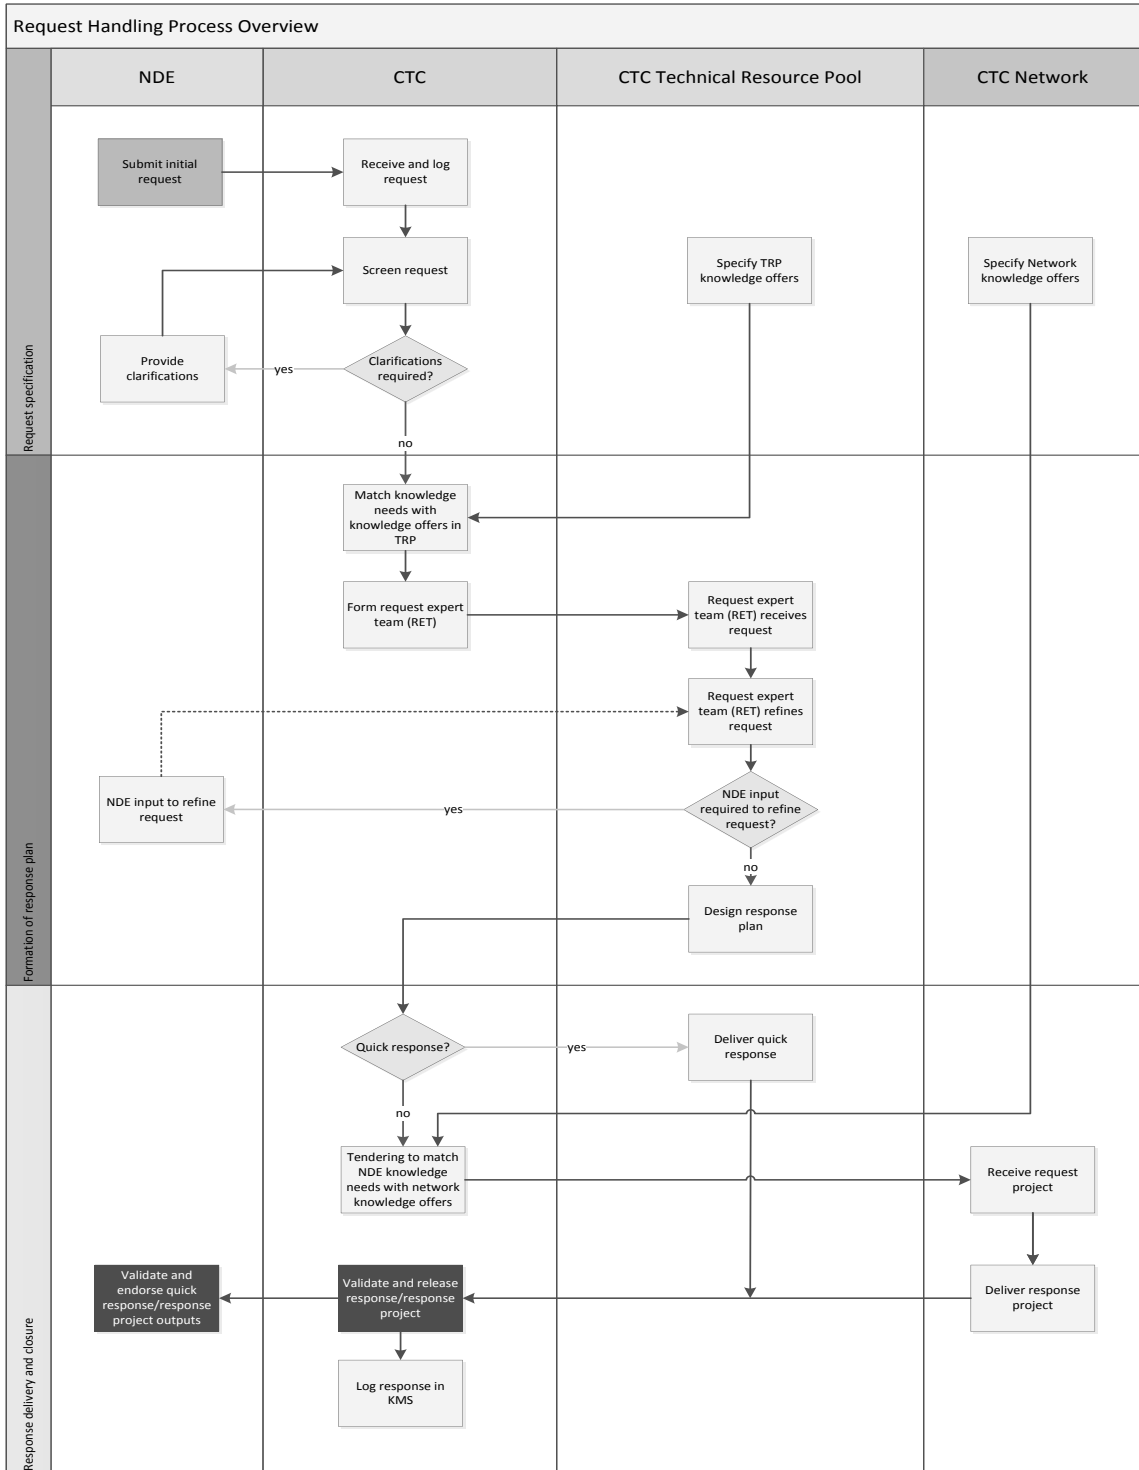 Request Handling Process Overview
NDE
CTC
CTC Technical Resource Pool
CTC Network
Request specification
Submit initial
request
Receive and log
request
Screen request
Specify TRP
knowledge offers
Specify Network
knowledge offers
Provide
clarifications
yes
Clarifications
required?
no
Formation of response plan
Match knowledge
needs with
knowledge offers in
TRP
Form request expert
team (RET)
Request expert
team (RET) receives
request
Request expert
team (RET) refines
request
NDE input to refine
request
yes
NDE input
required to refine
request?
no
Design response
plan
Response delivery and closure
Quick response?
yes
Deliver quick
response
no
Tendering to match
NDE knowledge
needs with network
knowledge offers
Receive request
project
Validate and
endorse quick
response/response
project outputs
Validate and release
response/response
project
Deliver response
project
Log response in
KMS